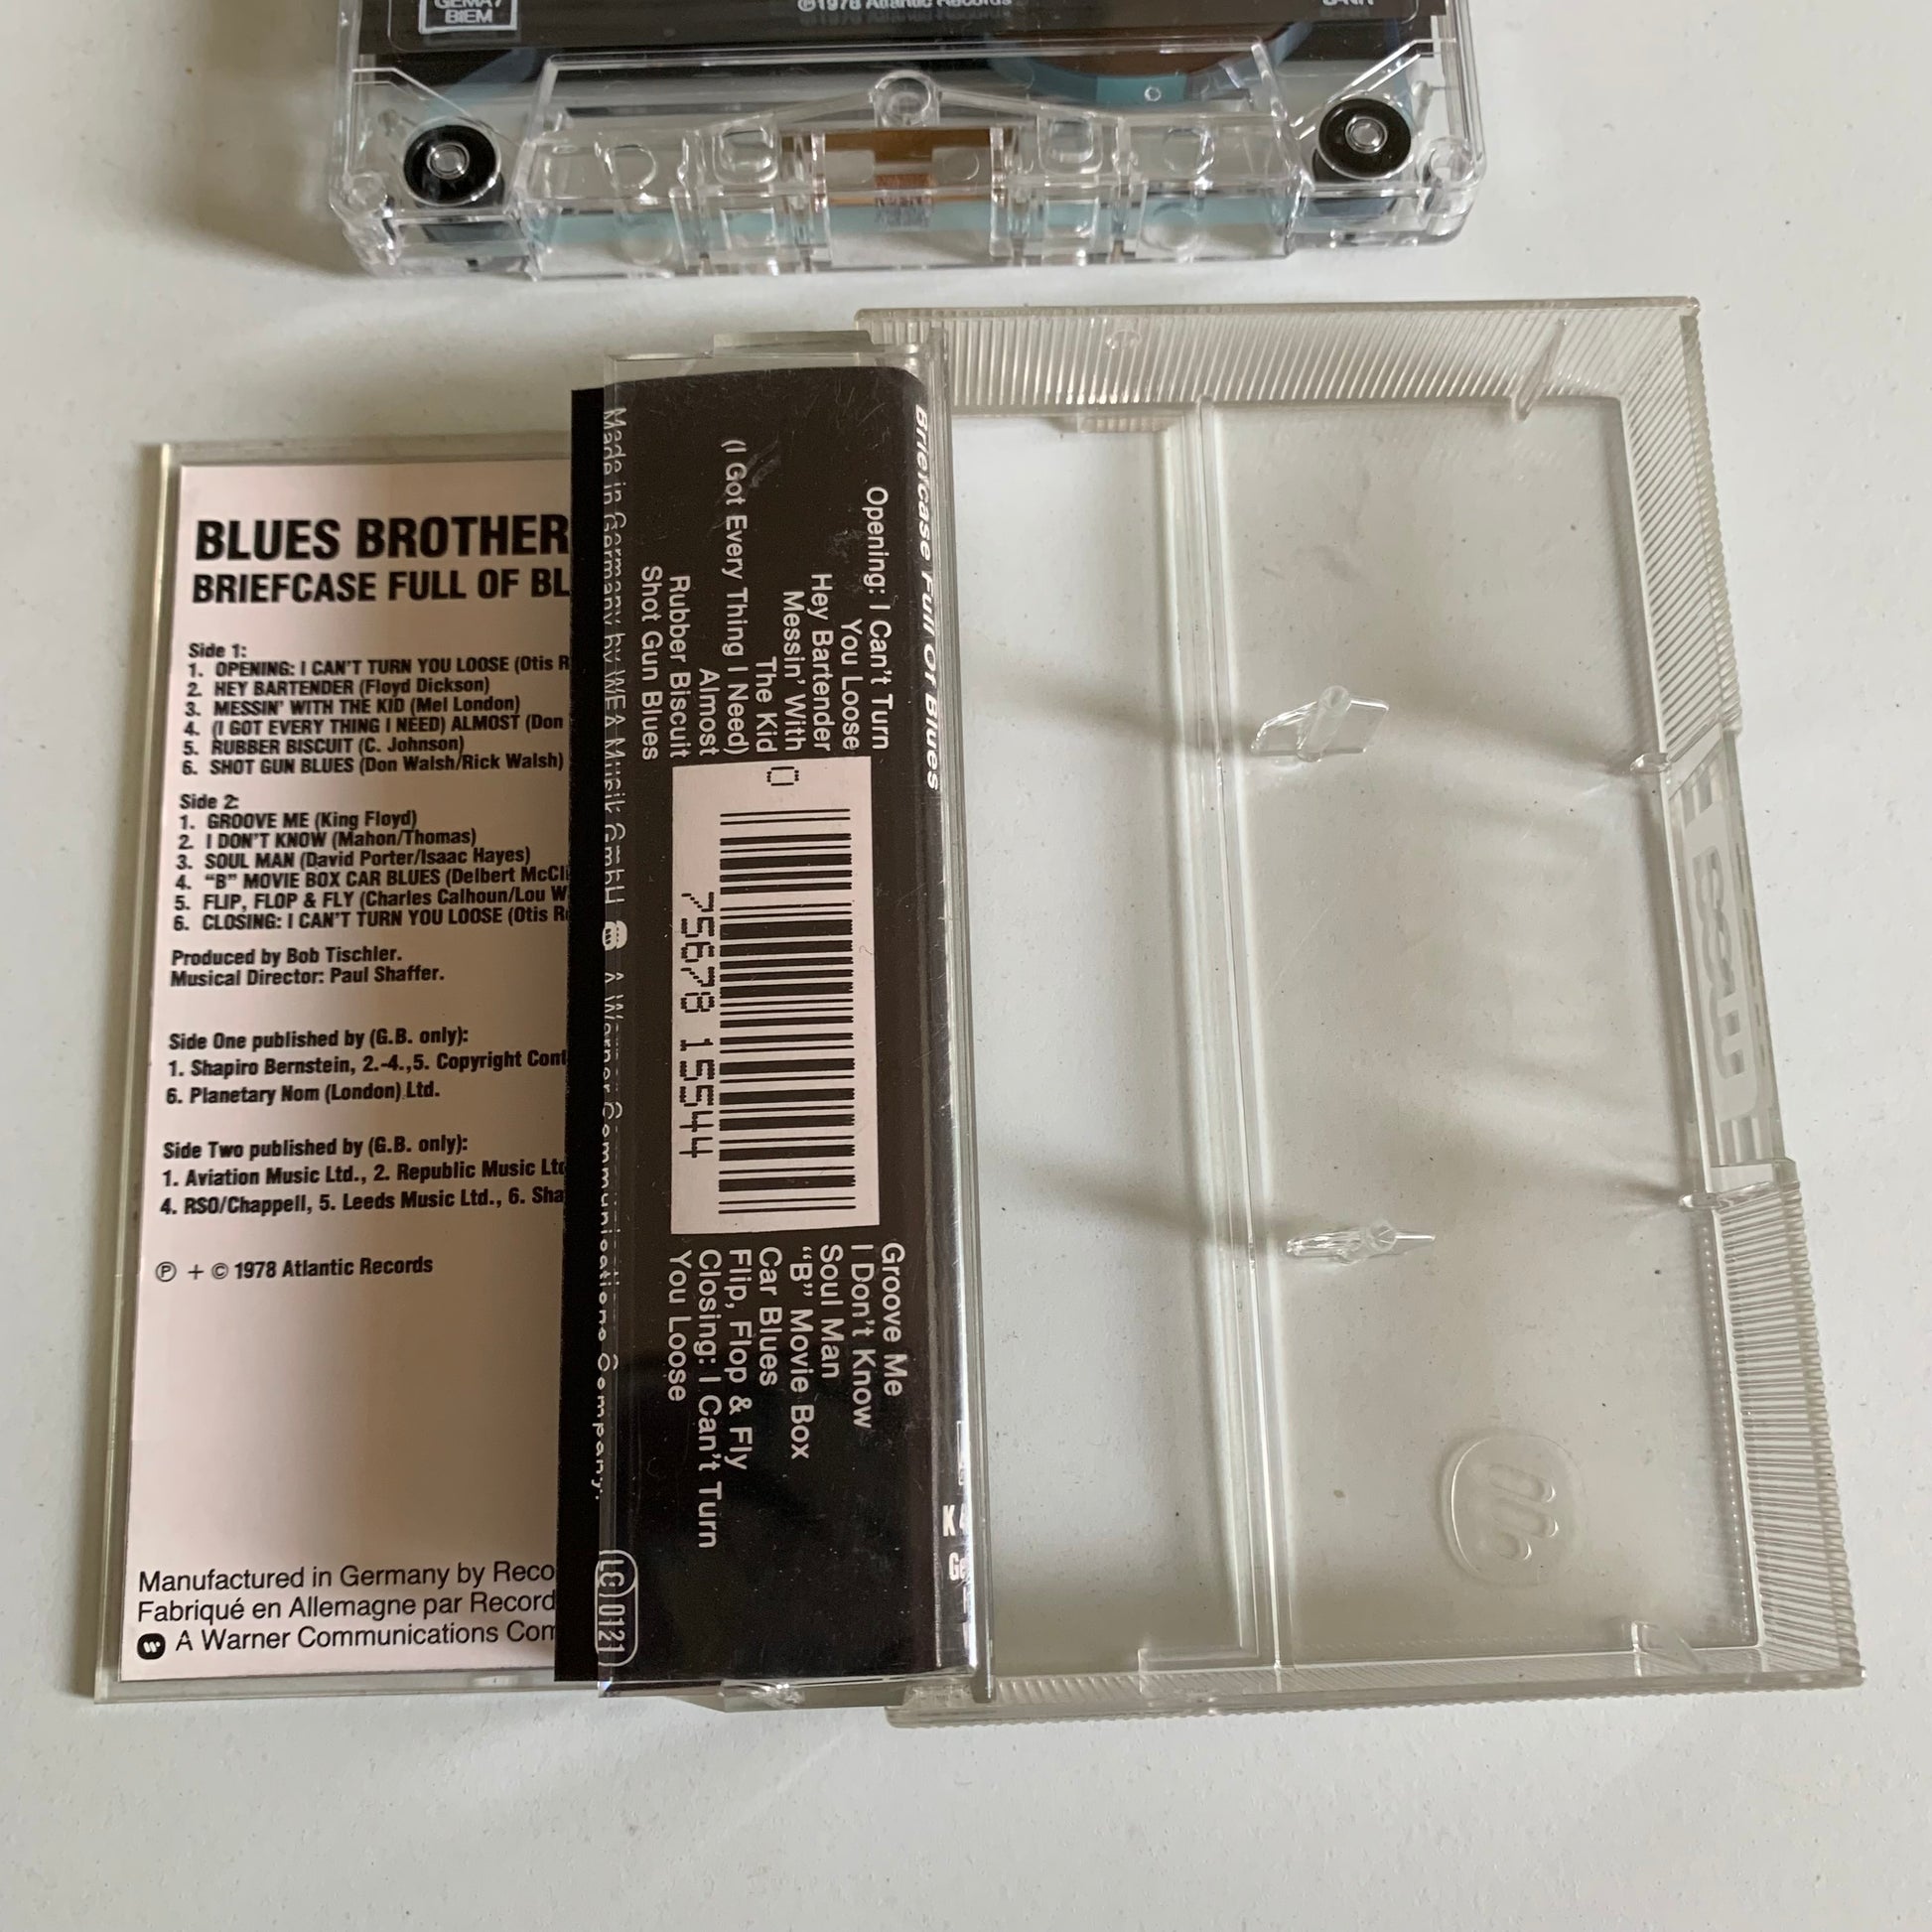 GEMA/
BIEM
℗1978 Atlantic Records
BLUES BROTHER
BRIEFCASE FULL OF BL
Side 1:
1. OPENING: I CAN'T TURN YOU LOOSE (Otis R
2. HEY BARTENDER (Floyd Dickson)
3. MESSIN' WITH THE KID (Mel London)
4. (I GOT EVERY THING I NEED) ALMOST (Don
5. RUBBER BISCUIT (C. Johnson)
6. SHOT GUN BLUES (Don Walsh/Rick Walsh)
Side 2:
1. GROOVE ME (King Floyd)
2. I DON'T KNOW (Mahon/Thomas)
3. SOUL MAN (David Porter/Isaac Hayes)
4. “B” MOVIE BOX CAR BLUES (Delbert McCli
5. FLIP, FLOP & FLY (Charles Calhoun/Lou W
6. CLOSING: I CAN'T TURN YOU LOOSE (Otis R
Produced by Bob Tischler.
Musical Director: Paul Shaffer.
Side One published by (G.B. only):
1. Shapiro Bernstein, 2.-4.,5. Copyright Cont
6. Planetary Nom (London) Ltd.
Side Two published by (G.B. only):
1. Aviation Music Ltd., 2. Republic Music Ltd
4. RSO/Chappell, 5. Leeds Music Ltd., 6. Sha
℗ + © 1978 Atlantic Records
Manufactured in Germany by Reco
Fabriqué en Allemagne par Record
A Warner Communications Com
Briefcase Full Of Blues
Opening: I Can't Turn
You Loose
Hey Bartender
Messin' With
The Kid
(I Got Every Thing I Need)
Almost
Rubber Biscuit
Shot Gun Blues
0
75678 15544
Groove Me
I Don't Know
Soul Man
“B” Movie Box
Car Blues
Flip, Flop & Fly
Closing: I Can't Turn
You Loose
Made in Germany by WEA Musik GmbH A Warner Communications Company.
LC 0121
K4
Ge